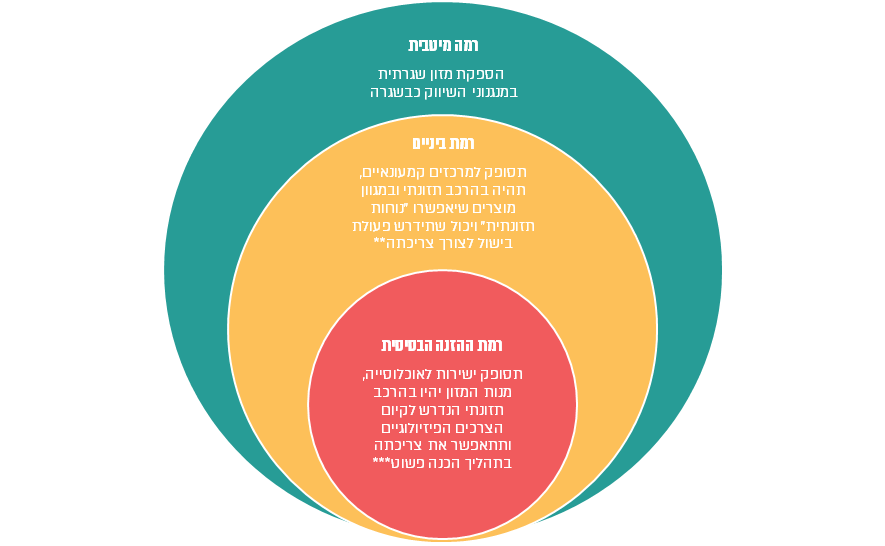 רמה מיטבית
הספקת מזון שגרתית
במנגנוני השיווק כבשגרה
רמת ביניים
תסופק למרכזים קמעונאיים,
תהיה בהרכב תזונתי ובמגוון
מוצרים שיאפשרו "נוחות
תזונתית" ויכול שתידרש פעולת
בישול לצורך צריכתה**
רמת ההזנה הבסיסית
תסופק ישירות לאוכלוסייה,
מנות המזון יהיו בהרכב
תזונתי הנדרש לקיום
הצרכים הפיזיולוגיים
ותתאפשר את צריכתה
בתהליך הכנה פשוט***